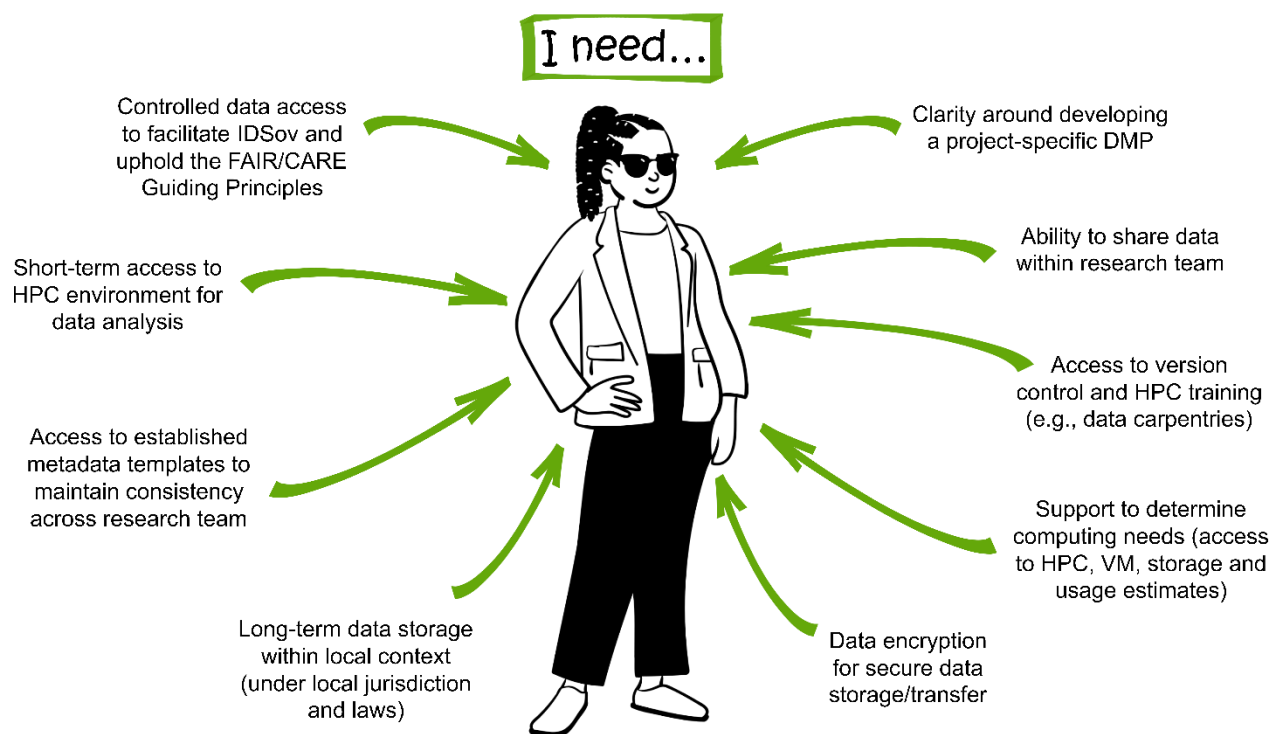 I need...
Controlled data access
to facilitate IDSov and
uphold the FAIR/CARE
Guiding Principles
Short-term access to
HPC environment for
data analysis
Access to established
metadata templates to
maintain consistency
across research team
Long-term data storage
within local context
(under local jurisdiction
and laws)
Clarity around developing
a project-specific DMP
Ability to share data
within research team
Access to version
control and HPC training
(e.g., data carpentries)
Support to determine
computing needs (access
to HPC, VM, storage and
usage estimates)
Data encryption
for secure data
storage/transfer